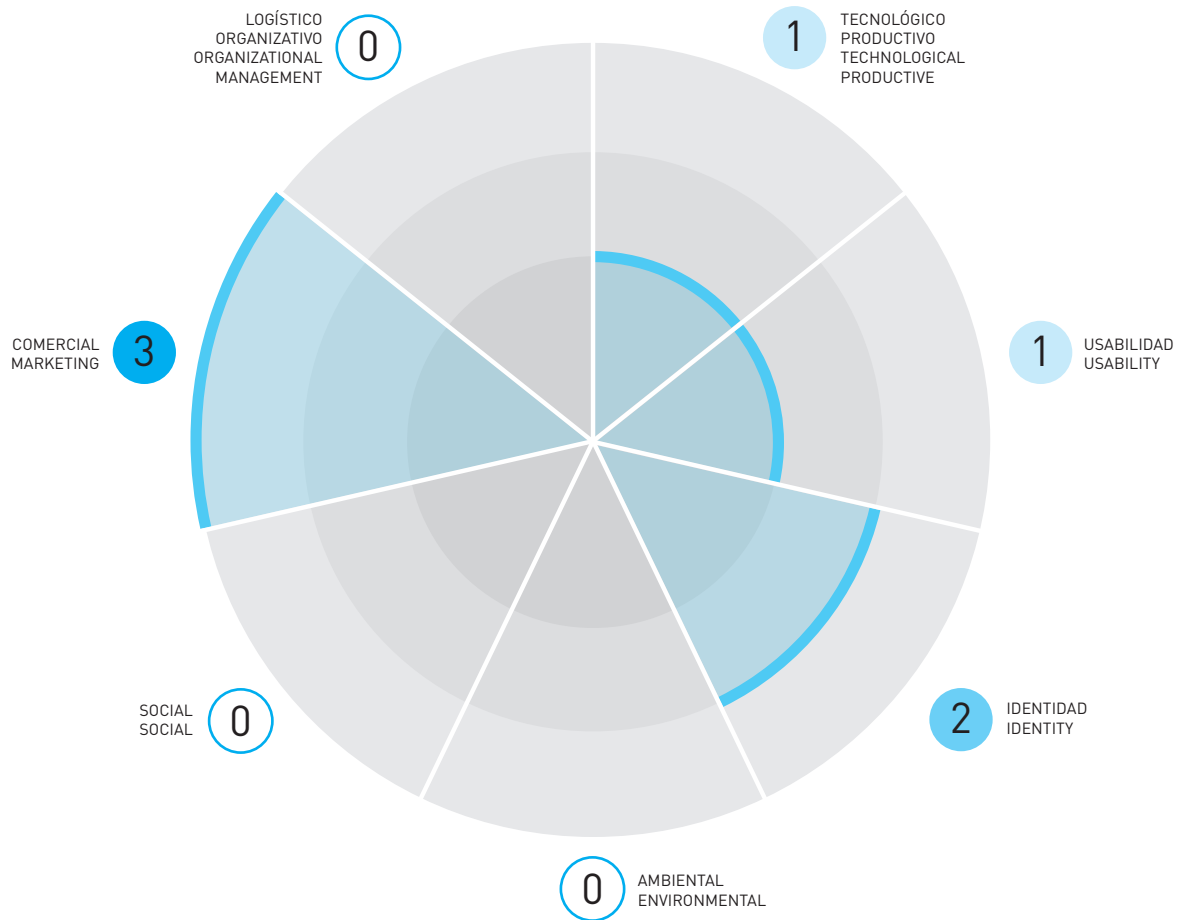 LOGÍSTICO
ORGANIZATIVO
ORGANIZATIONAL
MANAGEMENT
0
1
TECNOLÓGICO
PRODUCTIVO
TECHNOLOGICAL
PRODUCTIVE
COMERCIAL
MARKETING
3
1
USABILIDAD
USABILITY
SOCIAL
SOCIAL
0
2
IDENTIDAD
IDENTITY
0
AMBIENTAL
ENVIRONMENTAL